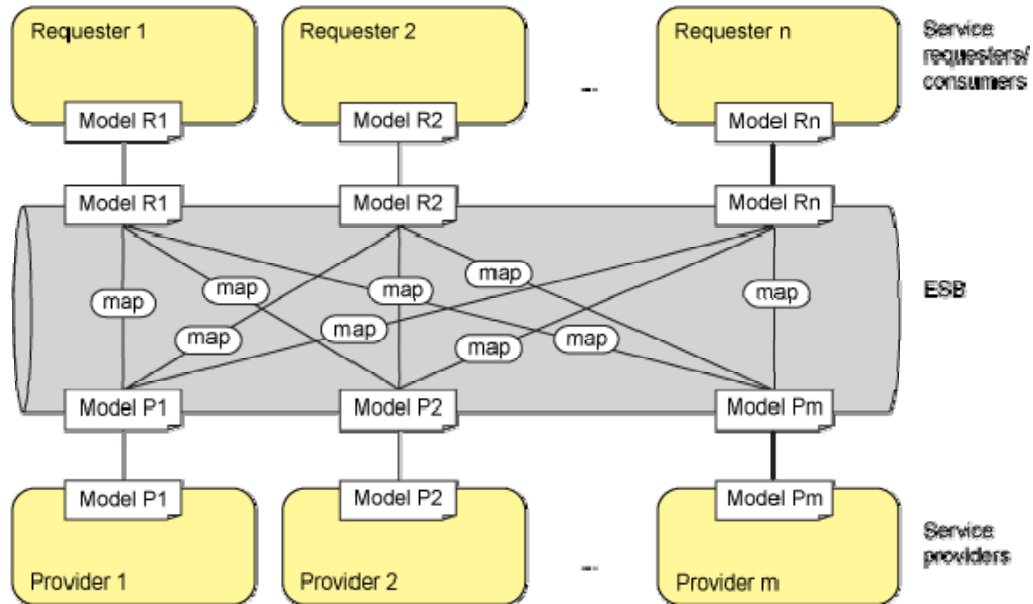 Requester 1
Requester 2
Requester n
Service
requesters/
consumers
...
Model R1
Model R2
Model Rn
Model R1
Model R2
Model Rn
map
map
map
map
map
map
map
map
map
ESB
Model P1
Model P2
Model Pm
Model P1
Model P2
Model Pm
Service
providers
...
Provider 1
Provider 2
Provider m